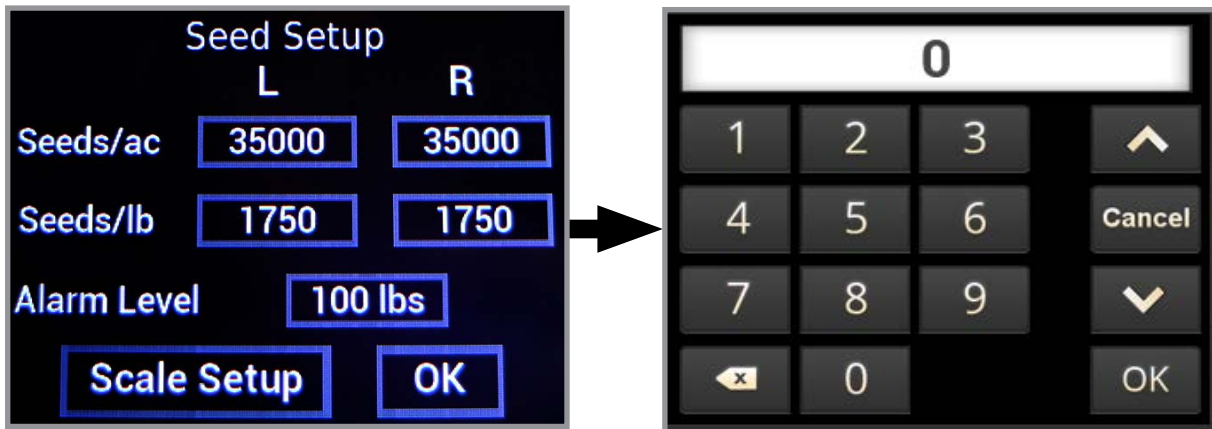 Seed Setup
L R
Seeds/ac 35000 35000
Seeds/lb 1750 1750
Alarm Level 100 lbs
Scale Setup OK
0
1 2 3
4 5 6 Cancel
7 8 9
x 0 OK